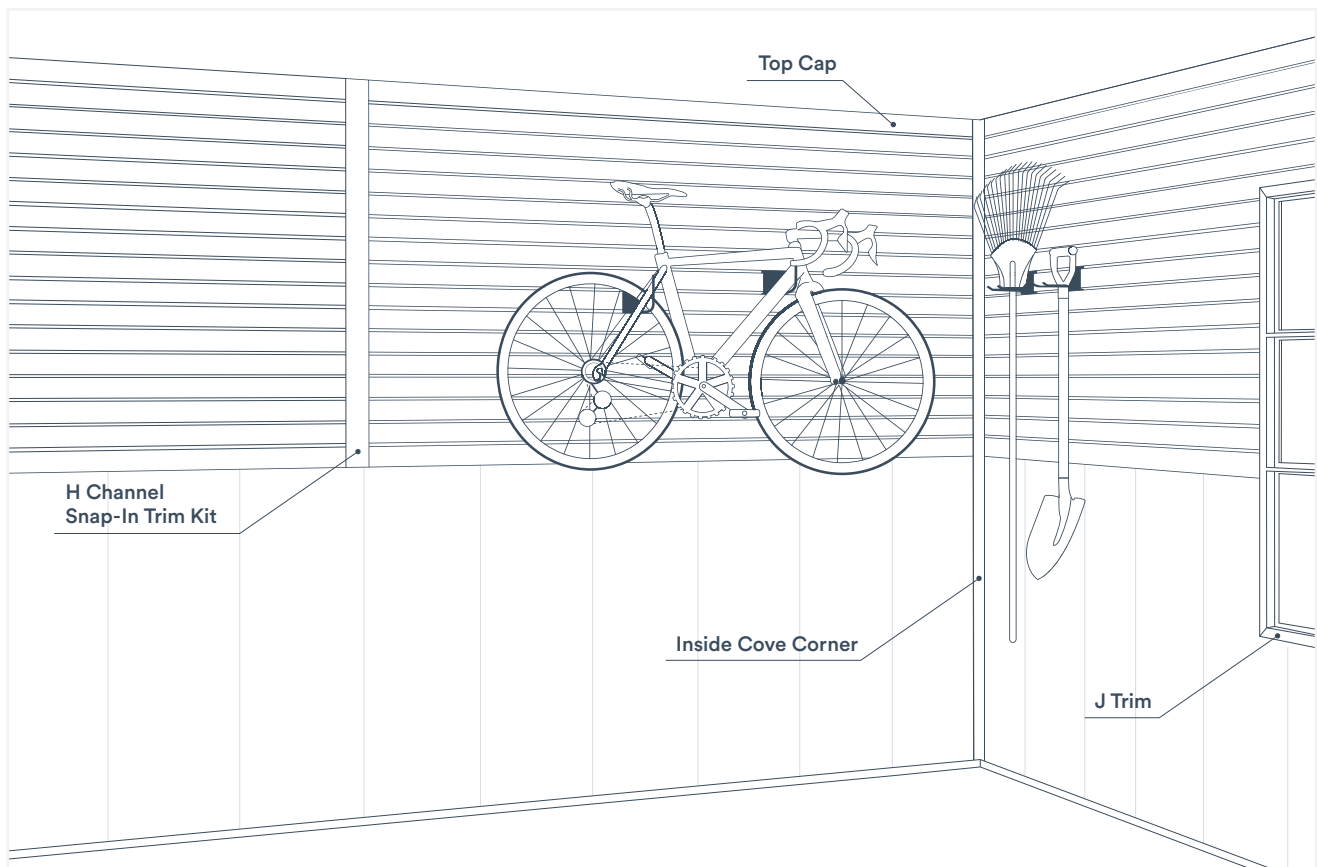 Top Cap
H Channel
Snap-In Trim Kit
Inside Cove Corner
J Trim